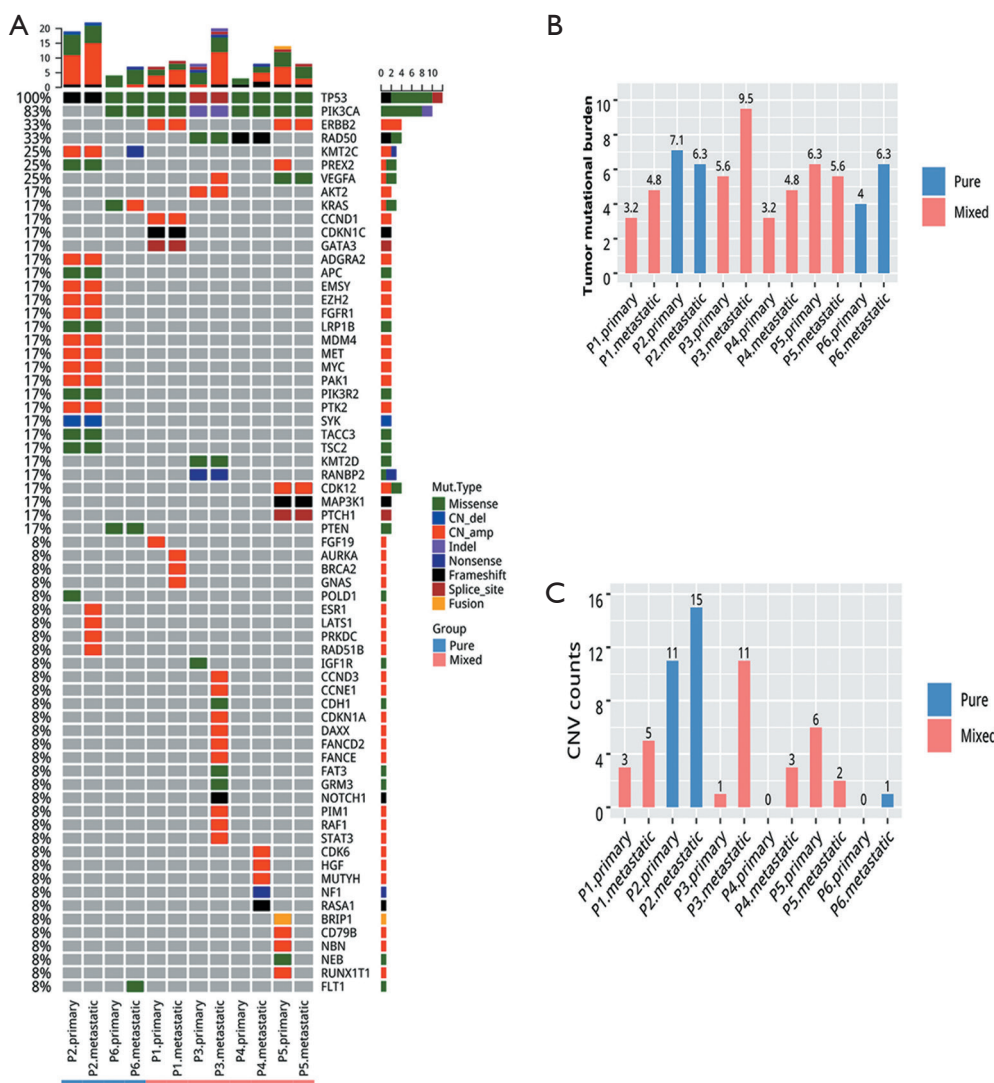 A
20
15
10
5
0
0 2 4 6 8 10
100% TP53
83% PIK3CA
33% ERBB2
33% RAD50
25% KMT2C
25% PREX2
25% VEGFA
17% AKT2
17% KRAS
17% CCND1
17% CDKN1C
17% GATA3
17% ADGRA2
17% APC
17% EMSY
17% EZH2
17% FGFR1
17% LRP1B
17% MDM4
17% MET
17% MYC
17% PAK1
17% PIK3R2
17% PTK2
17% SYK
17% TACC3
17% TSC2
17% KMT2D
17% RANBP2
17% CDK12
17% MAP3K1
17% PTCH1
17% PTEN
8% FGF19
8% AURKA
8% BRCA2
8% GNAS
8% POLD1
8% ESR1
8% LATS1
8% PRKDC
8% RAD51B
8% IGF1R
8% CCND3
8% CCNE1
8% CDH1
8% CDKN1A
8% DAXX
8% FANCD2
8% FANCE
8% FAT3
8% GRM3
8% NOTCH1
8% PIM1
8% RAF1
8% STAT3
8% CDK6
8% HGF
8% MUTYH
8% NF1
8% RASA1
8% BRIP1
8% CD79B
8% NBN
8% NEB
8% RUNX1T1
8% FLT1
P2.primary
P2.metastatic
P6.primary
P6.metastatic
P1.primary
P1.metastatic
P3.primary
P3.metastatic
P4.primary
P4.metastatic
P5.primary
P5.metastatic
Mut.Type
Missense
CN_del
CN_amp
Indel
Nonsense
Frameshift
Splice_site
Fusion
Group
Pure
Mixed
B
Tumor mutational burden
10
8
6
4
2
0
3.2
4.8
7.1
6.3
5.6
9.5
3.2
4.8
6.3
5.6
4
6.3
P1.primary
P1.metastatic
P2.primary
P2.metastatic
P3.primary
P3.metastatic
P4.primary
P4.metastatic
P5.primary
P5.metastatic
P6.primary
P6.metastatic
Pure
Mixed
C
CNV counts
16
12
8
4
0
3
5
11
15
1
11
0
3
6
2
0
1
P1.primary
P1.metastatic
P2.primary
P2.metastatic
P3.primary
P3.metastatic
P4.primary
P4.metastatic
P5.primary
P5.metastatic
P6.primary
P6.metastatic
Pure
Mixed